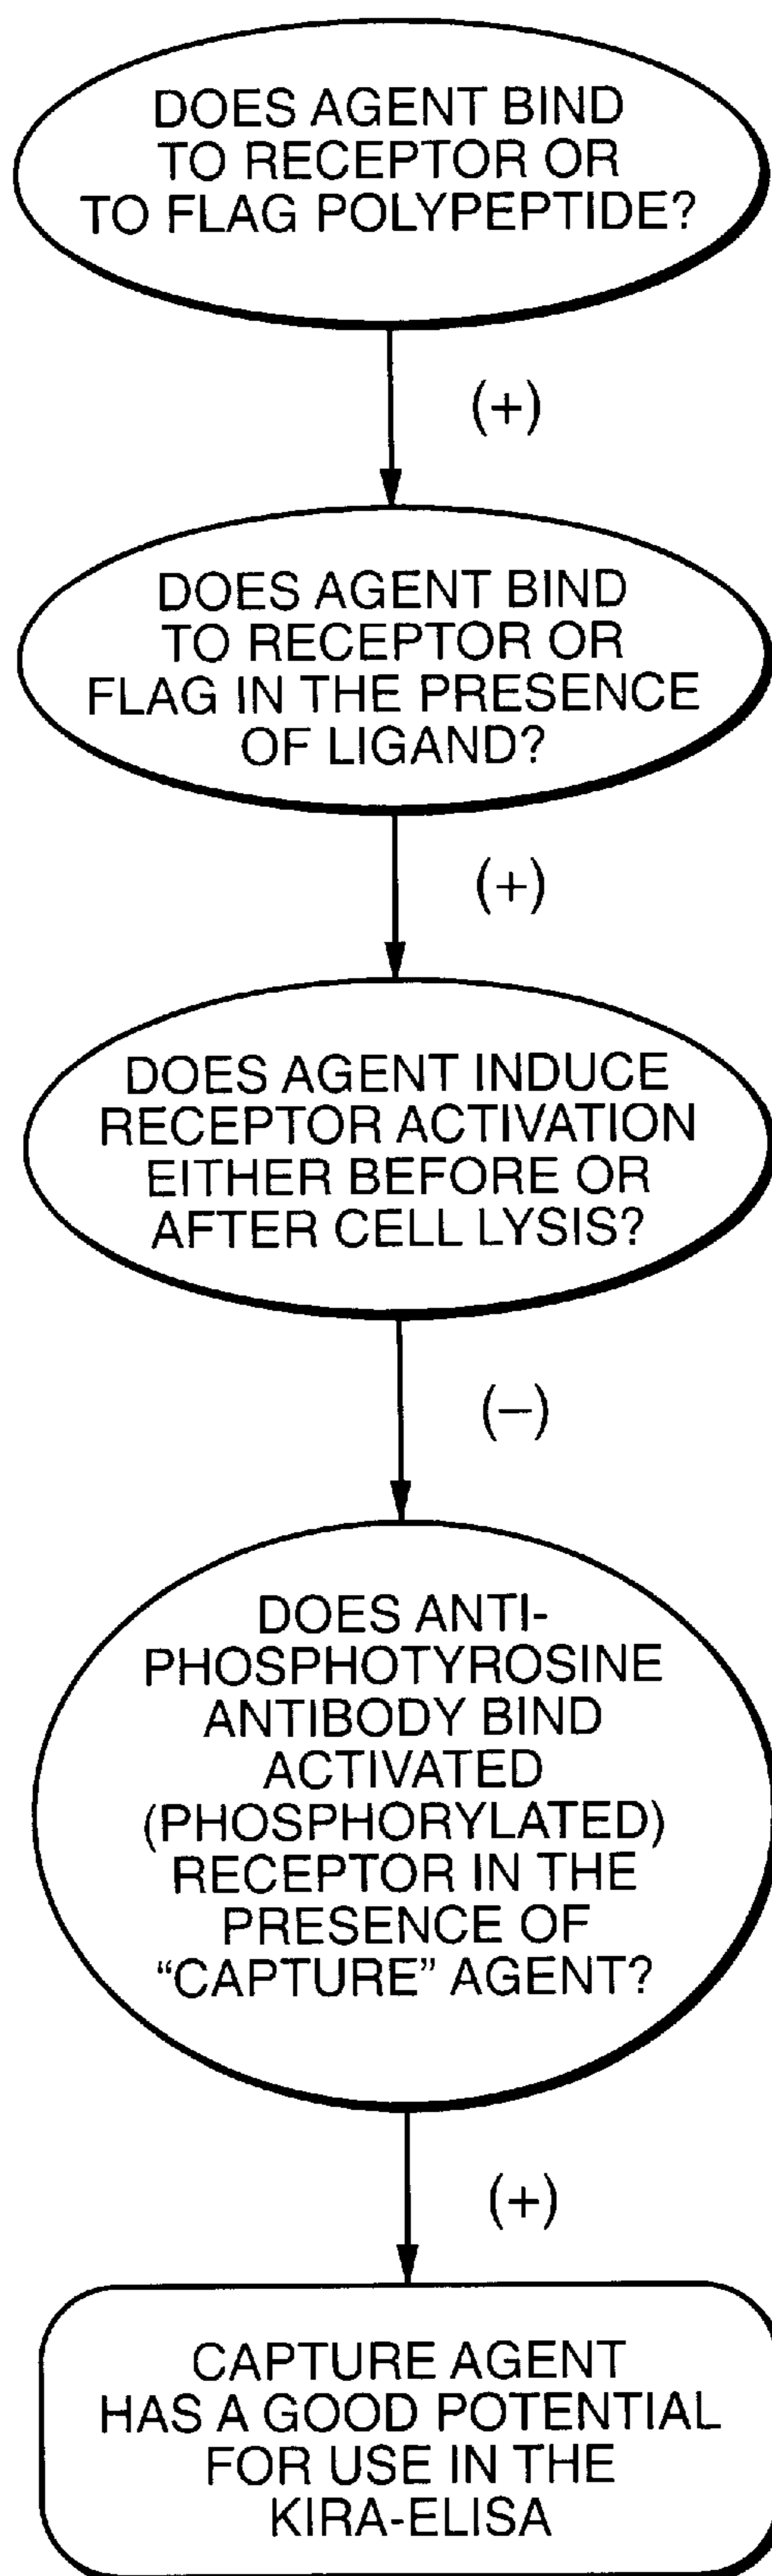 DOES AGENT BIND
TO RECEPTOR OR
TO FLAG POLYPEPTIDE?
(+)
DOES AGENT BIND
TO RECEPTOR OR
FLAG IN THE PRESENCE
OF LIGAND?
(+)
DOES AGENT INDUCE
RECEPTOR ACTIVATION
EITHER BEFORE OR
AFTER CELL LYSIS?
(−)
DOES ANTI-
PHOSPHOTYROSINE
ANTIBODY BIND
ACTIVATED
(PHOSPHORYLATED)
RECEPTOR IN THE
PRESENCE OF
“CAPTURE” AGENT?
(+)
CAPTURE AGENT
HAS A GOOD POTENTIAL
FOR USE IN THE
KIRA-ELISA